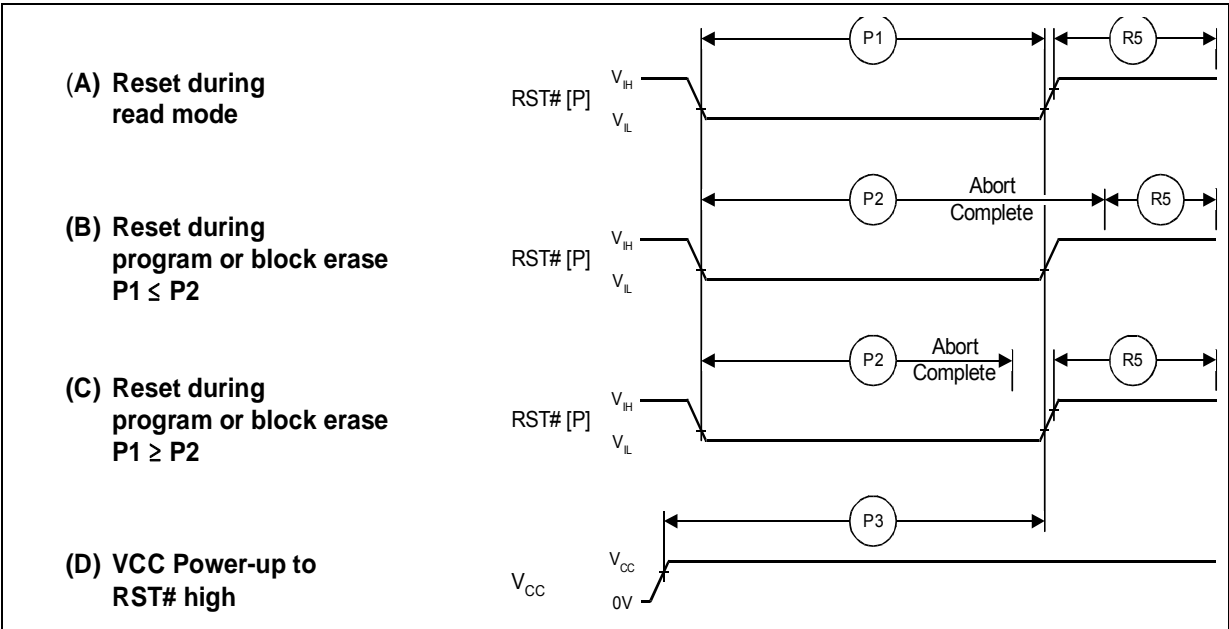 P1
R5
(A) Reset during
read mode
RST# [P]
VIH
VIL
P2
Abort
Complete
R5
(B) Reset during
program or block erase
P1 ≤ P2
RST# [P]
VIH
VIL
P2
Abort
Complete
R5
(C) Reset during
program or block erase
P1 ≥ P2
RST# [P]
VIH
VIL
P3
(D) VCC Power-up to
RST# high
VCC
VCC
0V